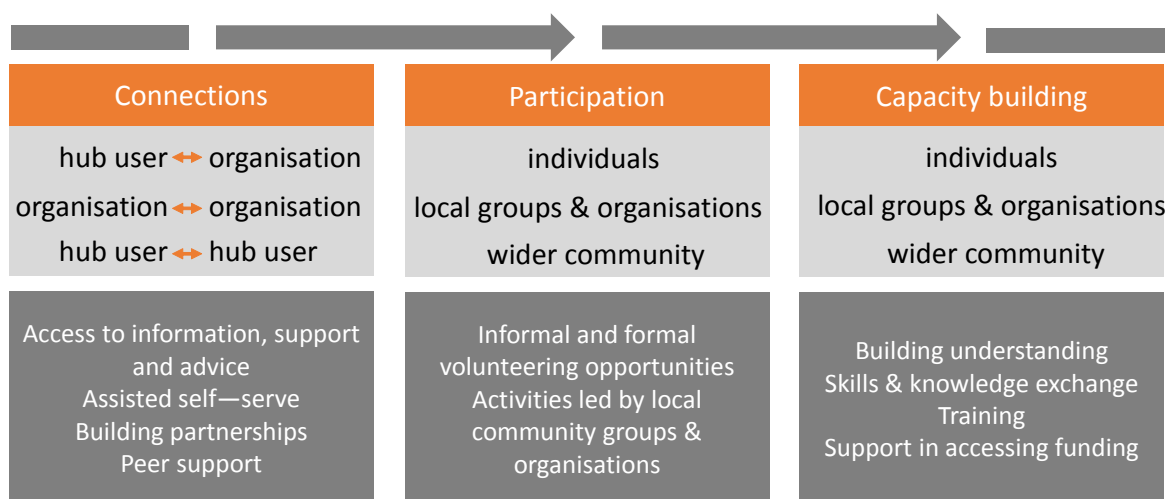 Connections
hub user ↔ organisation
organisation ↔ organisation
hub user ↔ hub user
Access to information, support
and advice
Assisted self—serve
Building partnerships
Peer support
Participation
individuals
local groups & organisations
wider community
Informal and formal
volunteering opportunities
Activities led by local
community groups &
organisations
Capacity building
individuals
local groups & organisations
wider community
Building understanding
Skills & knowledge exchange
Training
Support in accessing funding